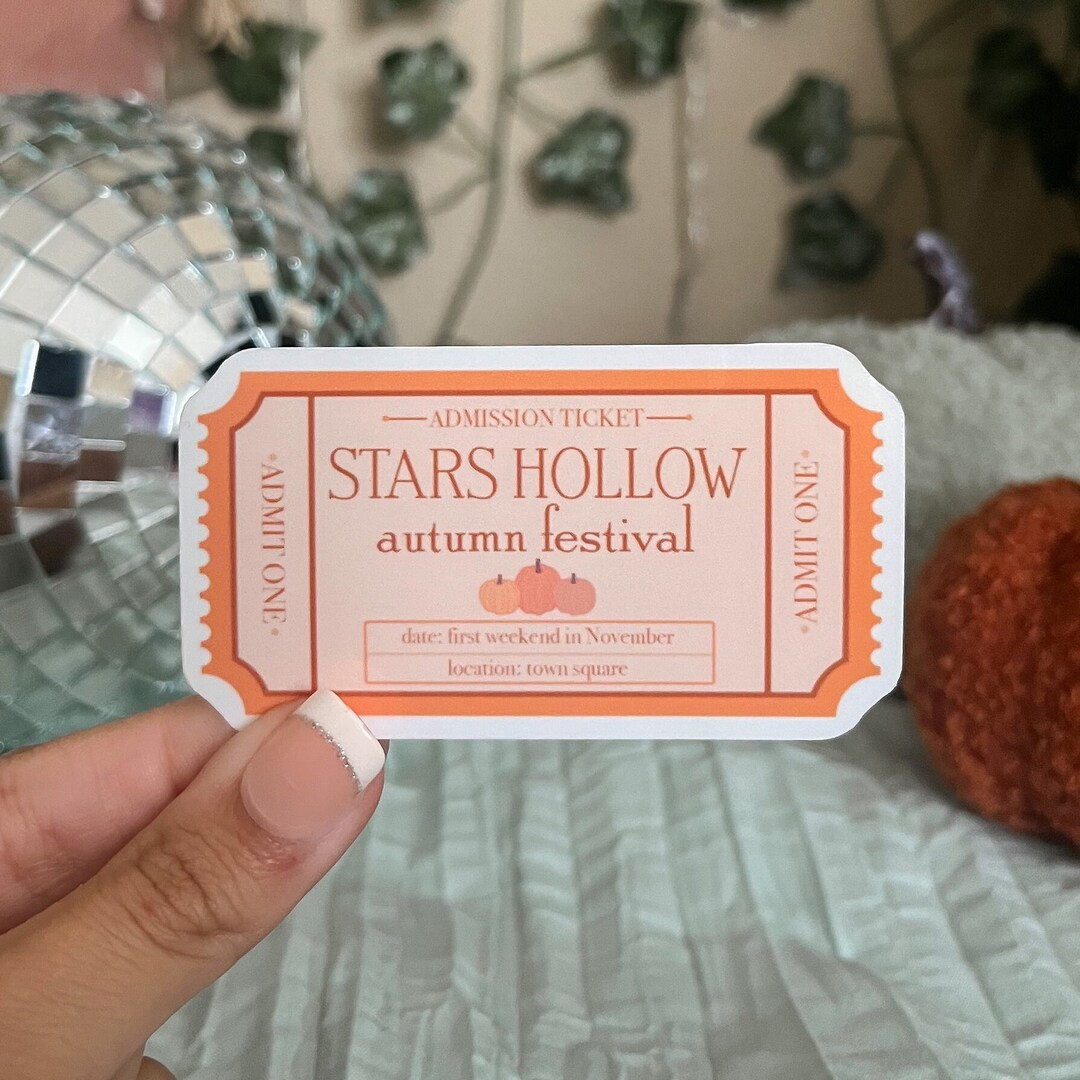 ADMISSION TICKET
STARS HOLLOW
autumn festival
date: first weekend in November
location: town square
ADMIT ONE
ADMIT ONE